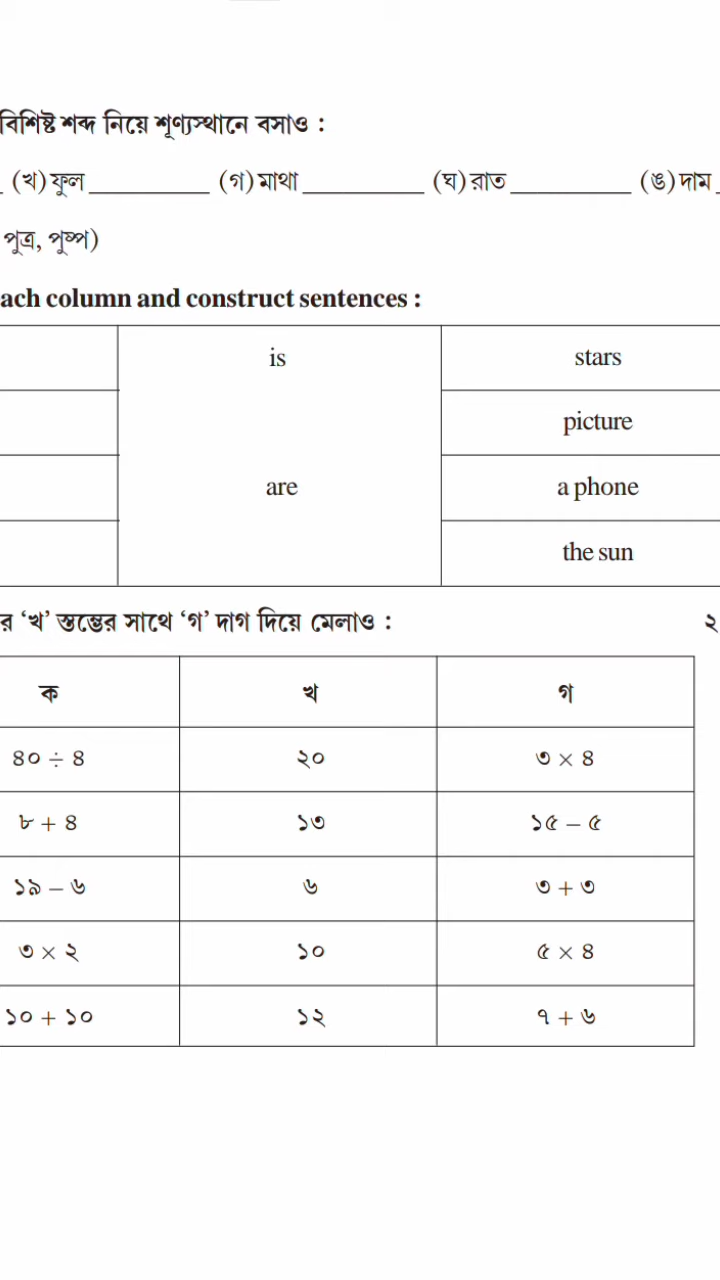 বিশিষ্ট শব্দ নিয়ে শূণ্যস্থানে বসাও :
(খ) ফুল __________ (গ) মাথা __________ (ঘ) রাত __________ (ঙ) দাম
পুত্র, পুষ্প)
ach column and construct sentences :
is stars
picture
are a phone
the sun
র ‘খ’ স্তম্ভের সাথে ‘গ’ দাগ দিয়ে মেলাও : ২
ক খ গ
৪০ ÷ ৪ ২০ ৩ × ৪
৮ + ৪ ১৩ ১৫ – ৫
১৯ – ৬ ৬ ৩ + ৩
৩ × ২ ১০ ৫ × ৪
১০ + ১০ ১২ ৭ + ৬